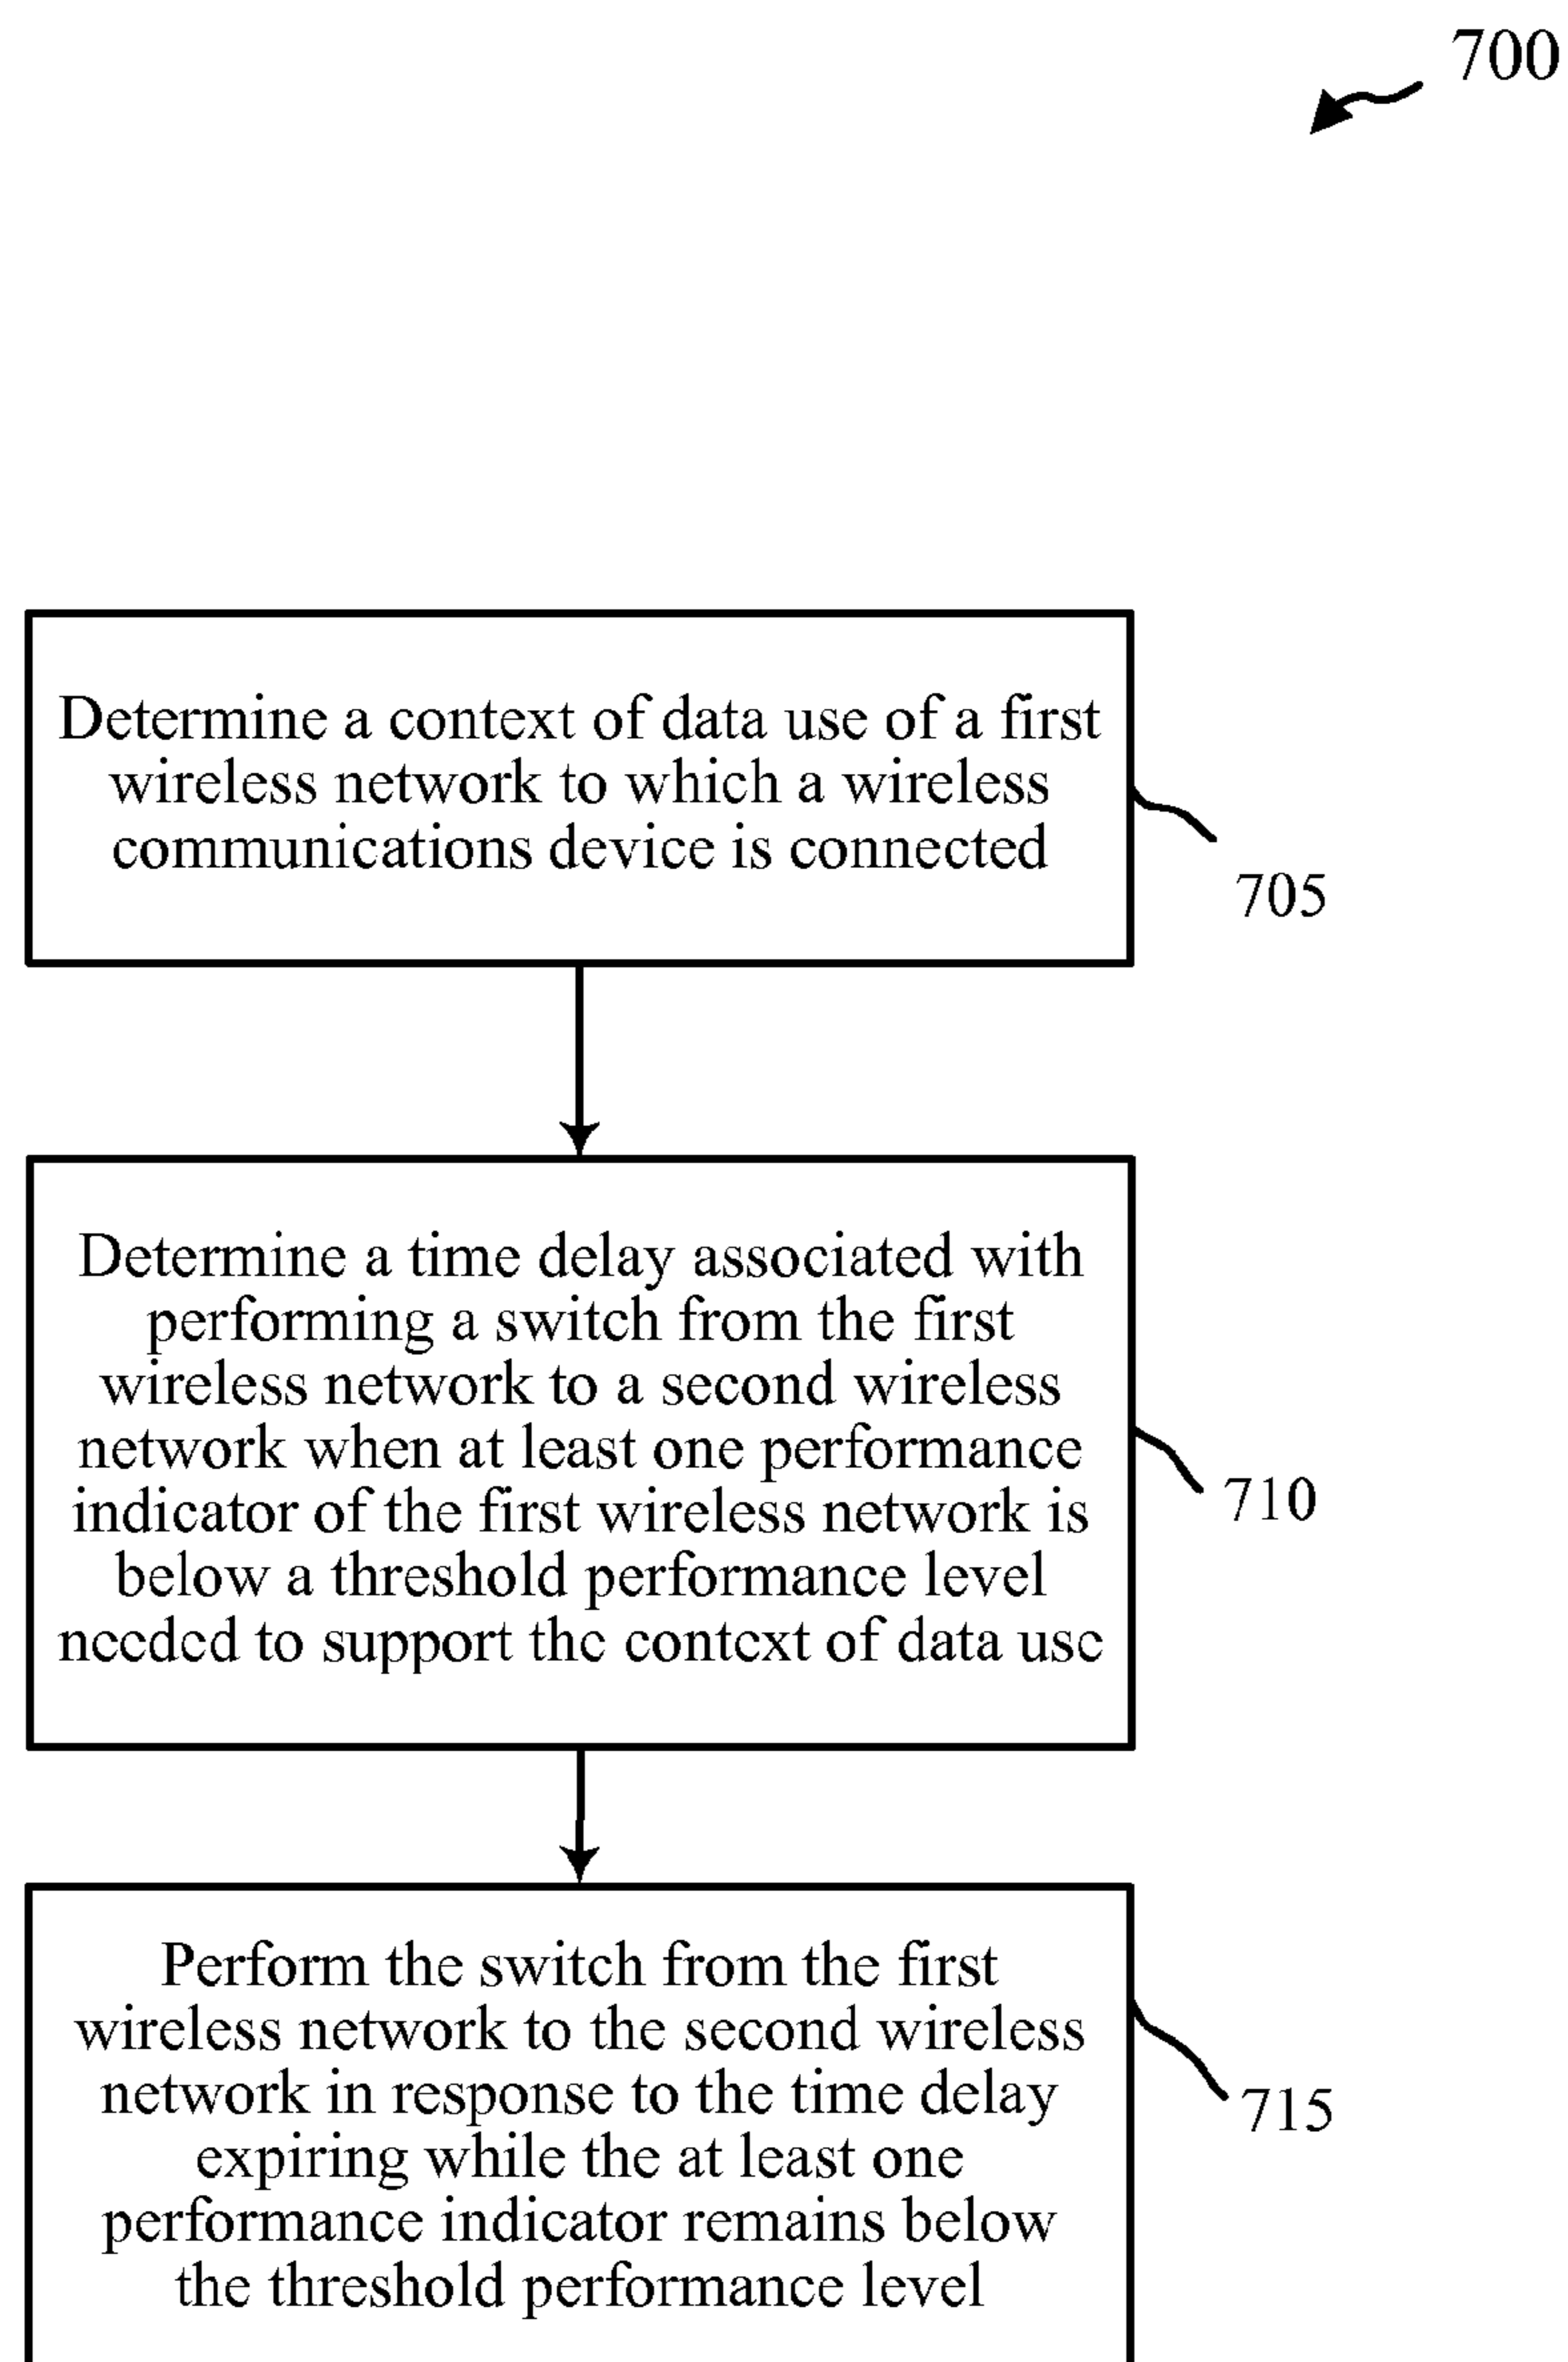 700
Determine a context of data use of a first
wireless network to which a wireless
communications device is connected
705
Determine a time delay associated with
performing a switch from the first
wireless network to a second wireless
network when at least one performance
indicator of the first wireless network is
below a threshold performance level
needed to support the context of data use
710
Perform the switch from the first
wireless network to the second wireless
network in response to the time delay
expiring while the at least one
performance indicator remains below
the threshold performance level
715